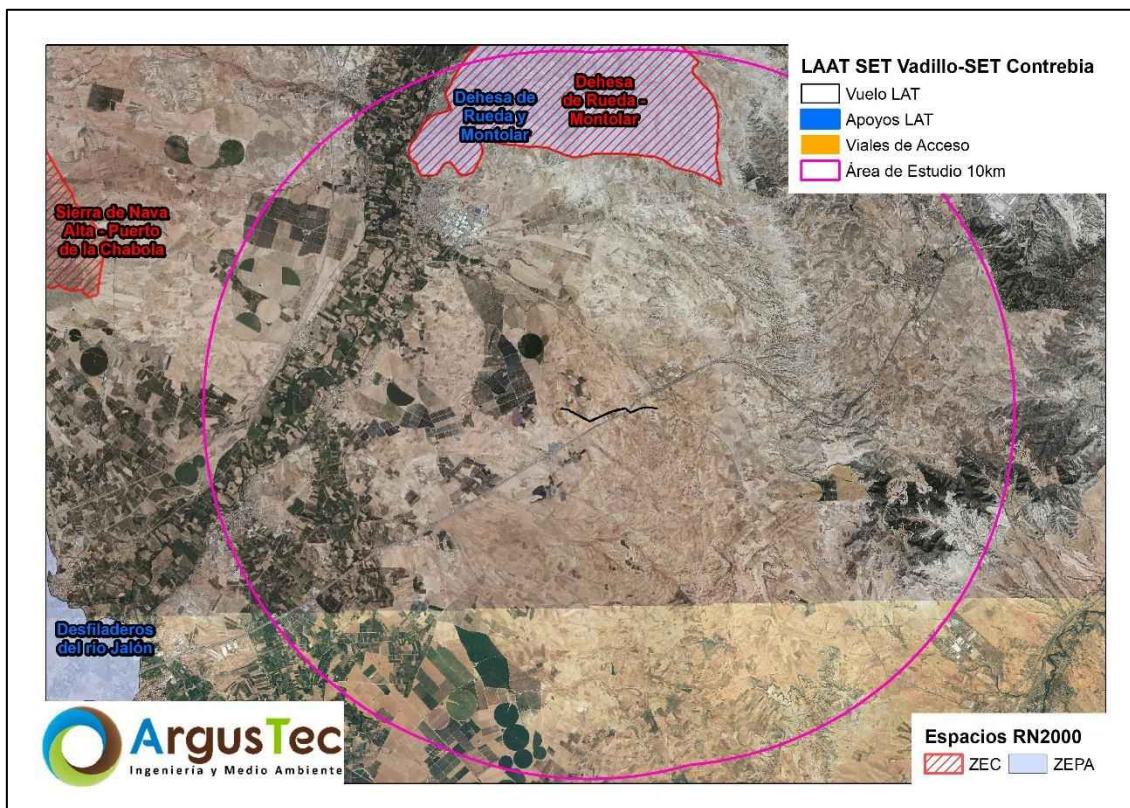 Dehesa de
Rueda y
Montolar
Dehesa
de Rueda -
Montolar
Sierra de Nava
Alta - Puerto
de la Chabola
Desfiladeros
del río Jalón
LAAT SET Vadillo-SET Contrebia
Vuelo LAT
Apoyos LAT
Viales de Acceso
Área de Estudio 10km
ArgusTec
Ingeniería y Medio Ambiente
Espacios RN2000
ZEC ZEPA